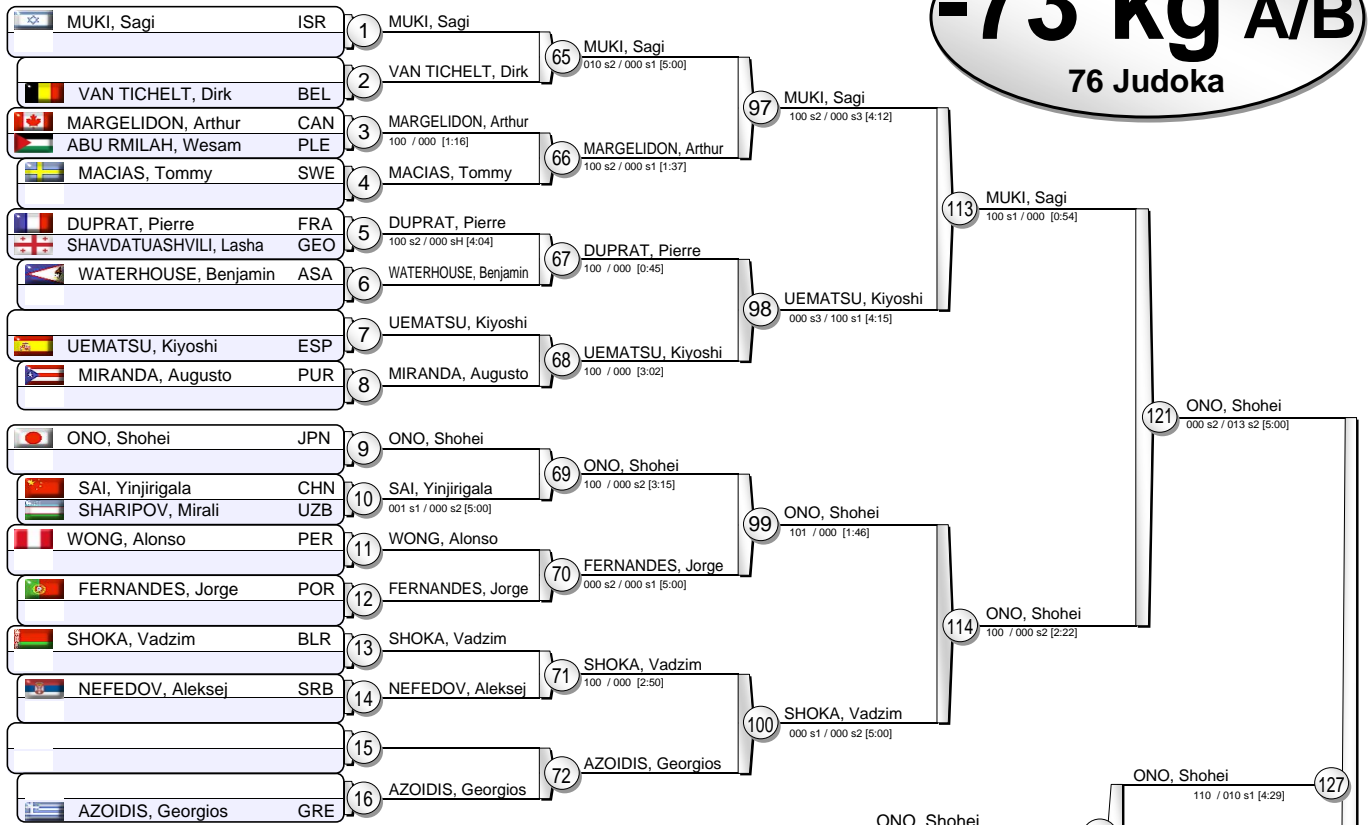 -73 kg A/B
76 Judoka
MUKI, Sagi ISR
VAN TICHELT, Dirk BEL
MARGELIDON, Arthur CAN
ABU RMILAH, Wesam PLE
MACIAS, Tommy SWE
DUPRAT, Pierre FRA
SHAVDATUASHVILI, Lasha GEO
WATERHOUSE, Benjamin ASA
UEMATSU, Kiyoshi ESP
MIRANDA, Augusto PUR
ONO, Shohei JPN
SAI, Yinjirigala CHN
SHARIPOV, Mirali UZB
WONG, Alonso PER
FERNANDES, Jorge POR
SHOKA, Vadzim BLR
NEFEDOV, Aleksej SRB
AZOIDIS, Georgios GRE
1 MUKI, Sagi
2 VAN TICHELT, Dirk
3 MARGELIDON, Arthur
100 / 000 [1:16]
4 MACIAS, Tommy
5 DUPRAT, Pierre
100 s2 / 000 sH [4:04]
6 WATERHOUSE, Benjamin
7 UEMATSU, Kiyoshi
8 MIRANDA, Augusto
9 ONO, Shohei
10 SAI, Yinjirigala
001 s1 / 000 s2 [5:00]
11 WONG, Alonso
12 FERNANDES, Jorge
13 SHOKA, Vadzim
14 NEFEDOV, Aleksej
15
16 AZOIDIS, Georgios
65 MUKI, Sagi
010 s2 / 000 s1 [5:00]
66 MARGELIDON, Arthur
100 s2 / 000 s1 [1:37]
67 DUPRAT, Pierre
100 / 000 [0:45]
68 UEMATSU, Kiyoshi
100 / 000 [3:02]
69 ONO, Shohei
100 / 000 s2 [3:15]
70 FERNANDES, Jorge
000 s2 / 000 s1 [5:00]
71 SHOKA, Vadzim
100 / 000 [2:50]
72 AZOIDIS, Georgios
97 MUKI, Sagi
100 s2 / 000 s3 [4:12]
98 UEMATSU, Kiyoshi
000 s3 / 100 s1 [4:15]
99 ONO, Shohei
101 / 000 [1:46]
100 SHOKA, Vadzim
000 s1 / 000 s2 [5:00]
113 MUKI, Sagi
100 s1 / 000 [0:54]
114 ONO, Shohei
100 / 000 s2 [2:22]
121 ONO, Shohei
000 s2 / 013 s2 [5:00]
ONO, Shohei 127
110 / 010 s1 [4:29]
ONO, Shohei